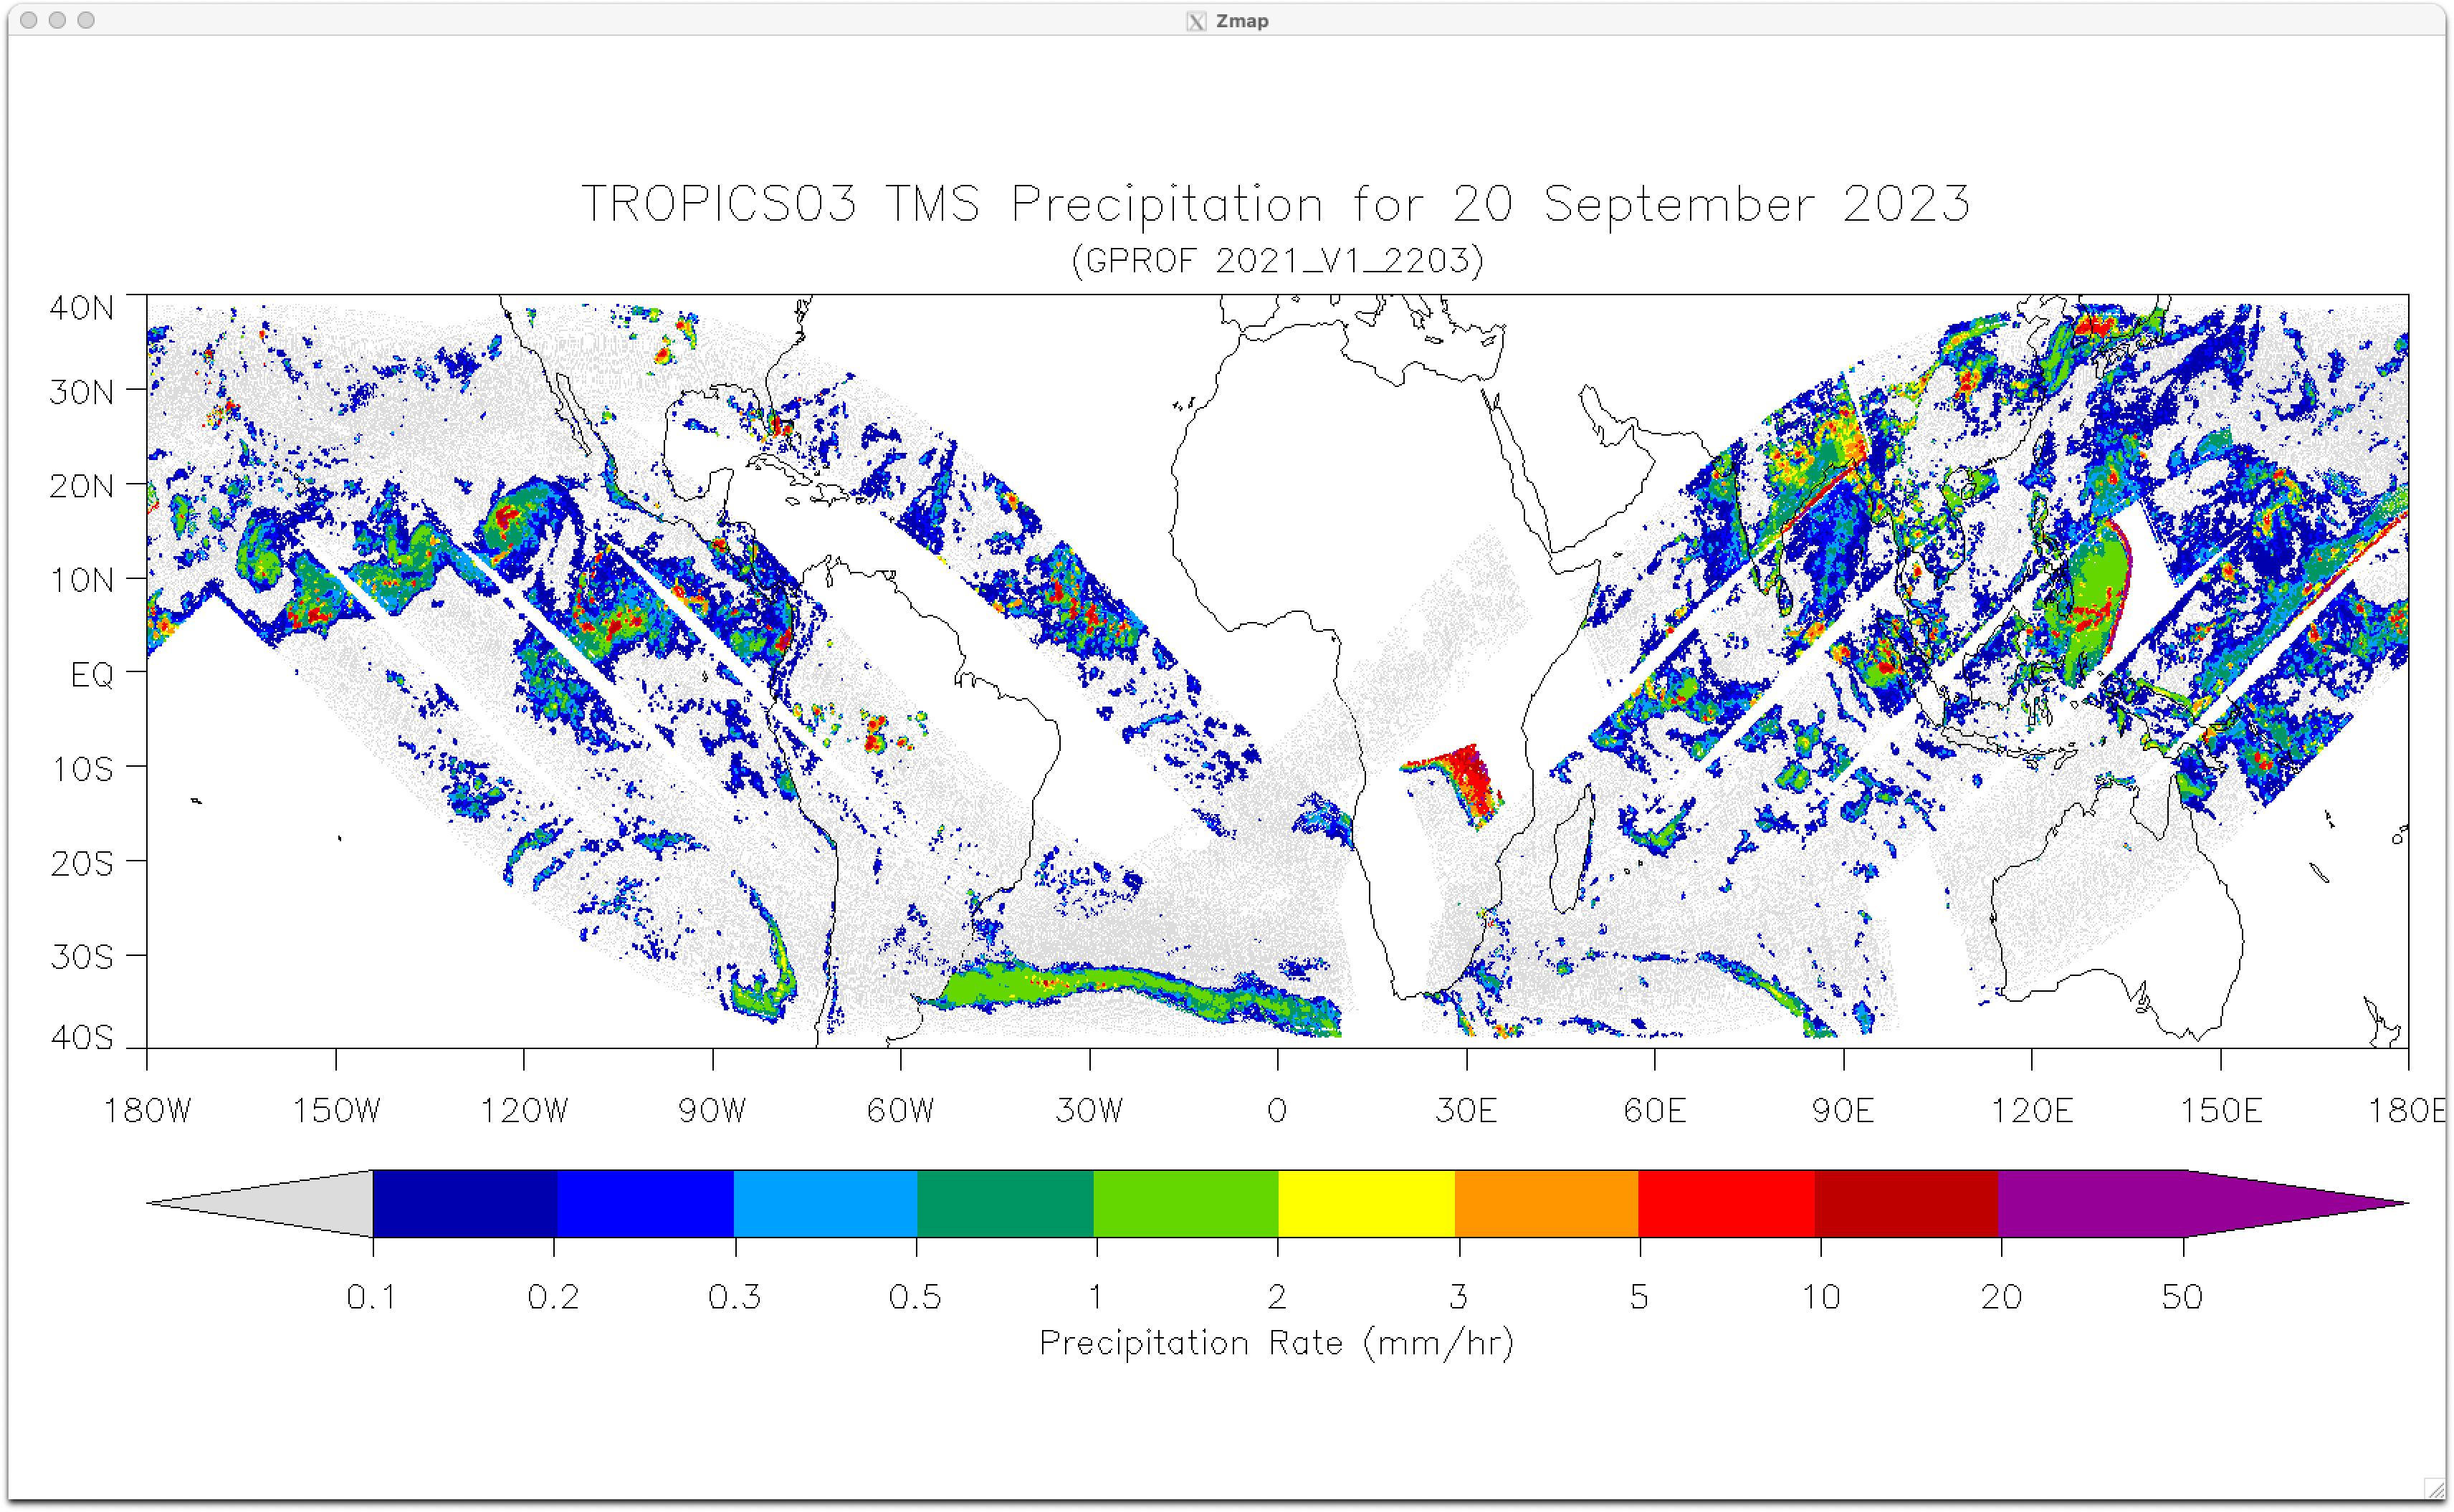 Zmap
TROPICS03 TMS Precipitation for 20 September 2023
(GPROF 2021_V1_2203)
40N
30N
20N
10N
EQ
10S
20S
30S
40S
180W 150W 120W 90W 60W 30W 0 30E 60E 90E 120E 150E 180E
0.1 0.2 0.3 0.5 1 2 3 5 10 20 50
Precipitation Rate (mm/hr)